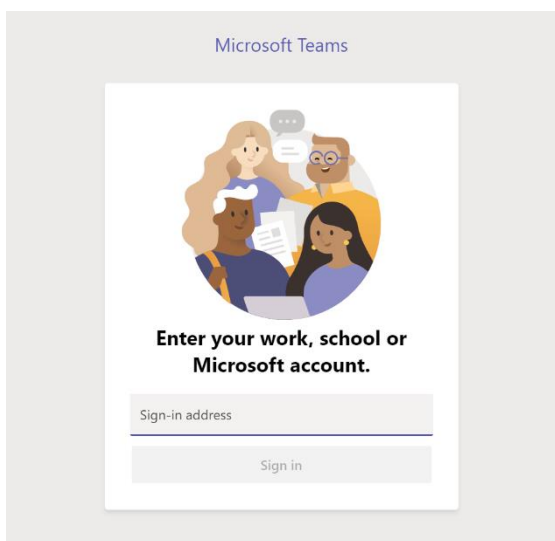 Microsoft Teams
Enter your work, school or
Microsoft account.
Sign-in address
Sign in